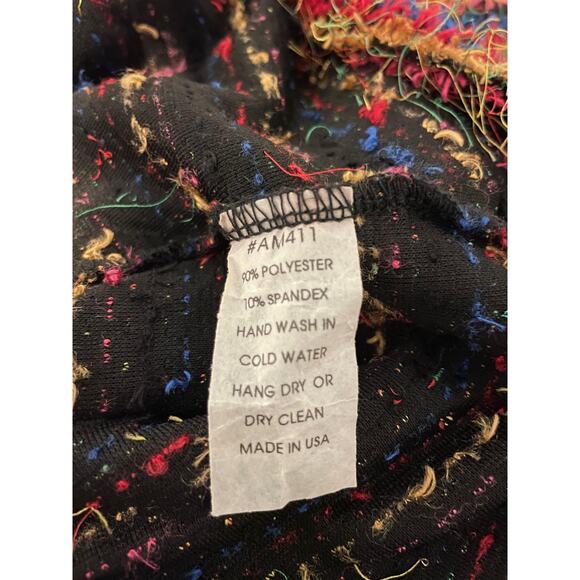 #AM411
90% POLYESTER
10% SPANDEX
HAND WASH IN
COLD WATER
HANG DRY OR
DRY CLEAN
MADE IN USA